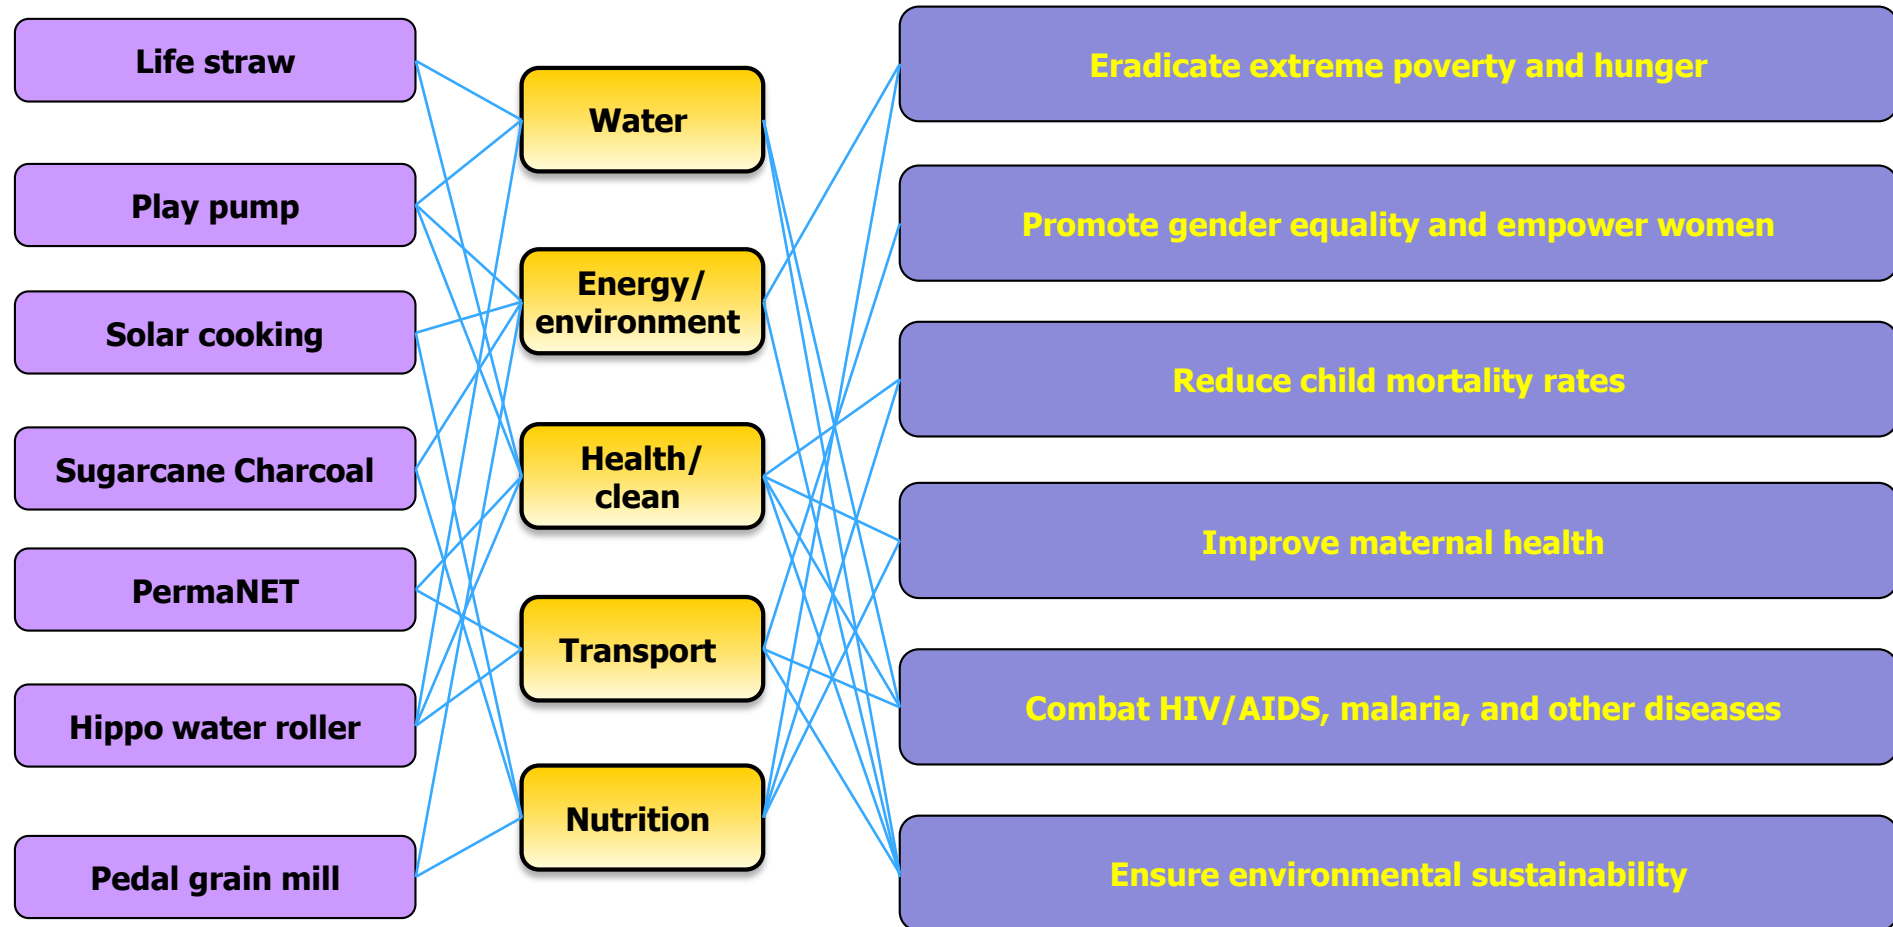 Life straw
Play pump
Solar cooking
Sugarcane Charcoal
PermaNET
Hippo water roller
Pedal grain mill
Water
Energy/
environment
Health/
clean
Transport
Nutrition
Eradicate extreme poverty and hunger
Promote gender equality and empower women
Reduce child mortality rates
Improve maternal health
Combat HIV/AIDS, malaria, and other diseases
Ensure environmental sustainability